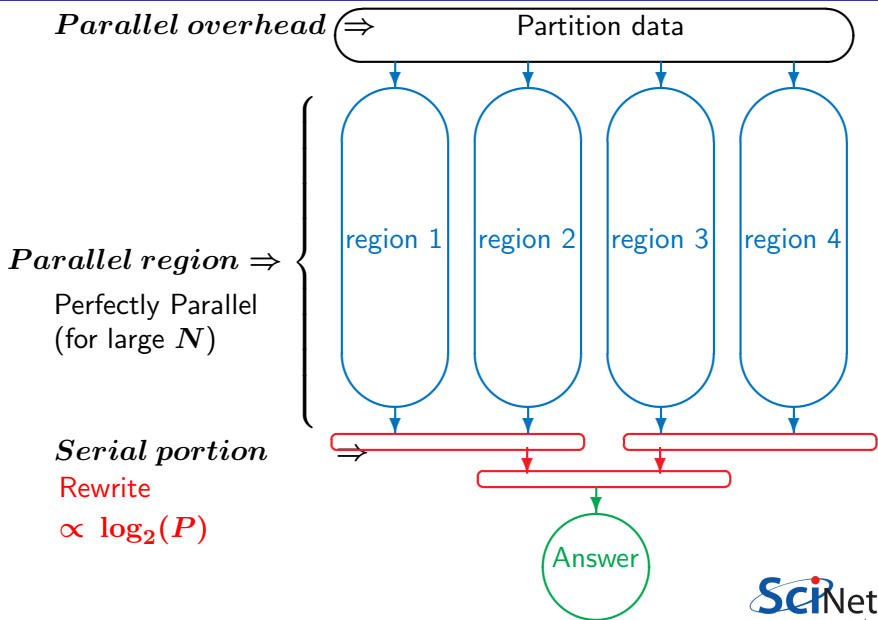 Parallel overhead ⇒ Partition data
region 1 region 2 region 3 region 4
Parallel region ⇒
Perfectly Parallel
(for large N)
Serial portion ⇒
Rewrite
∝ log₂(P)
Answer
SciNet